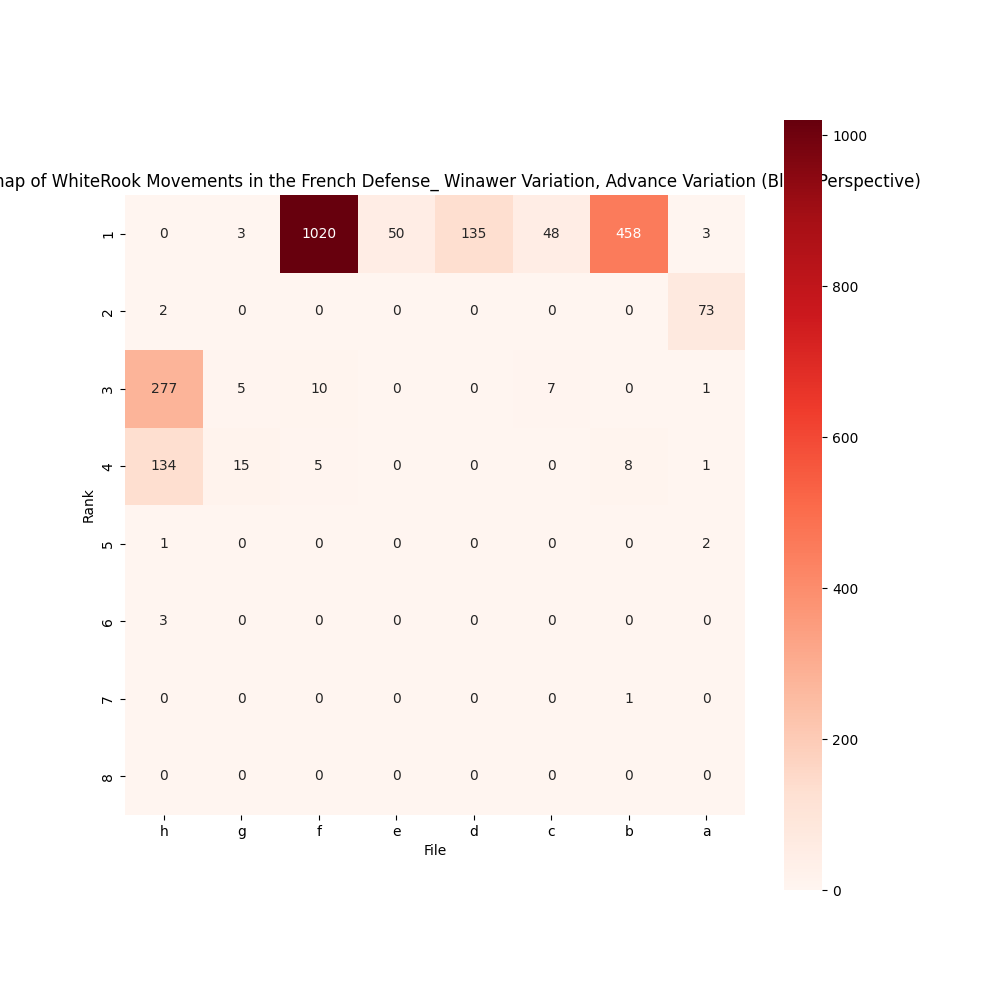 of WhiteRook Movements in the French Defense_ Winawer Variation, Advance Variation Perspective)
1000
1 0 3 1020 50 135 48 458 3
2 2 0 0 0 0 0 0 73
800
3 277 5 10 0 0 7 0 1
600
4 134 15 5 0 0 0 8 1
Rank
5 1 0 0 0 0 0 0 2
400
6 3 0 0 0 0 0 0 0
7 0 0 0 0 0 0 1 0
200
8 0 0 0 0 0 0 0 0
h g f e d c b a
File
0